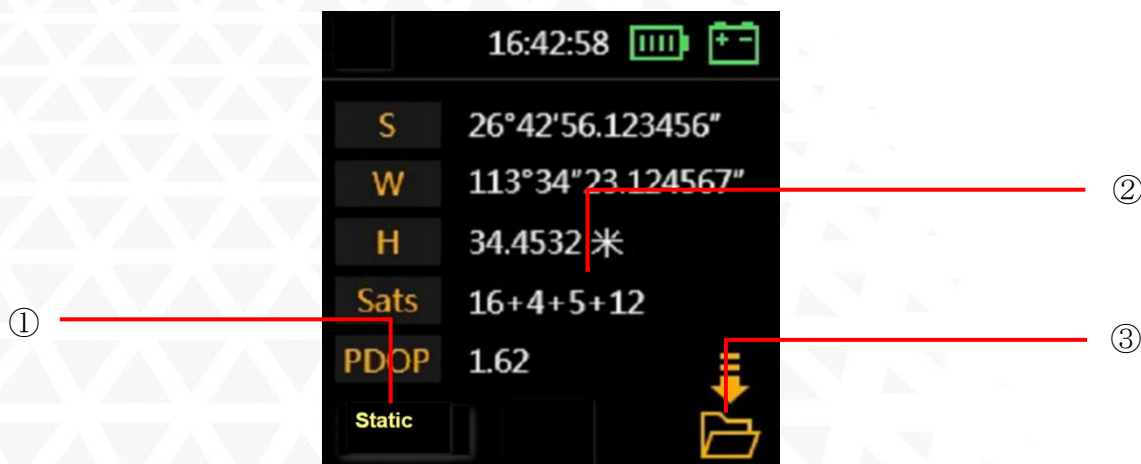 16:42:58
S 26°42'56.123456"
W 113°34"23.124567"
②
H 34.4532 米
Sats 16+4+5+12
①
③
PDOP 1.62
Static